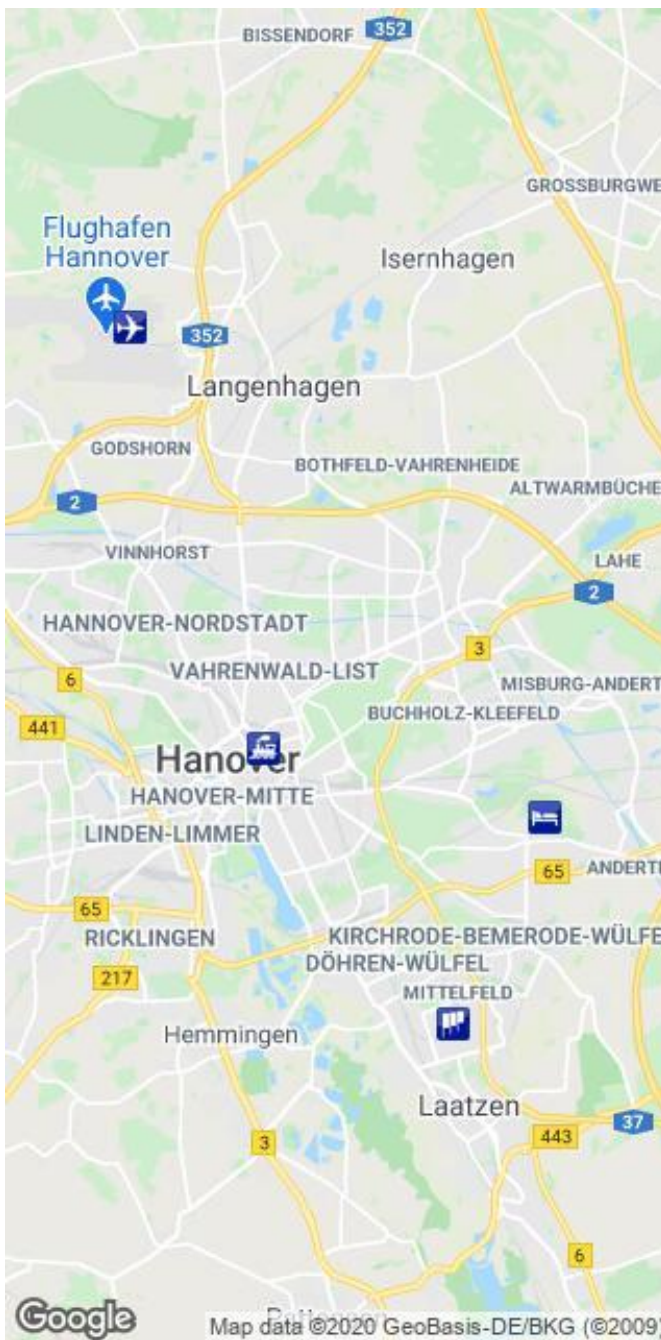 BISSENDORF
352
GROSSBURGWE
Flughafen
Hannover
Isernhagen
352
Langenhagen
GODSHORN
BOTHFELD-VAHRENHEIDE
ALTWARMBÜCHE
2
VINNHORST
LAHE
2
HANNOVER-NORDSTADT
3
VAHRENWALD-LIST
6
MISBURG-ANDERT
BUCHHOLZ-KLEEFELD
441
Hanover
HANOVER-MITTE
LINDEN-LIMMER
65
ANDERTE
65
RICKLINGEN
KIRCHRODE-BEMERODE-WÜLFE
DÖHREN-WÜLFEL
217
MITTELFELD
Hemmingen
Laatzen
37
443
3
6
Google
Map data ©2020 GeoBasis-DE/BKG (©2009)